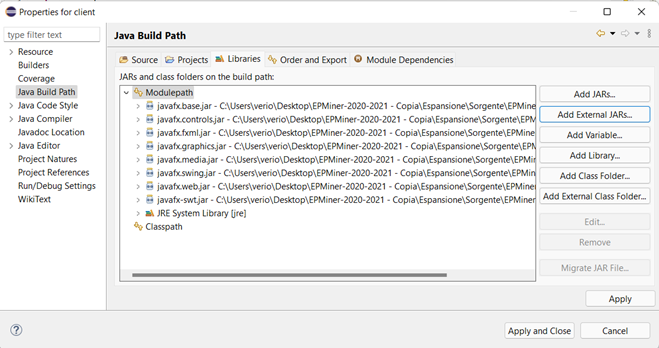 Properties for client
type filter text
Resource
Builders
Coverage
Java Build Path
Java Code Style
Java Compiler
Javadoc Location
Java Editor
Project Natures
Project References
Run/Debug Settings
WikiText
Java Build Path
Source Projects Libraries Order and Export Module Dependencies
JARs and class folders on the build path:
Modulepath
javafx.base.jar - C:\Users\verio\Desktop\EPMiner-2020-2021 - Copia\Espansione\Sorgente\EPMiner
javafx.controls.jar - C:\Users\verio\Desktop\EPMiner-2020-2021 - Copia\Espansione\Sorgente\EPM
javafx.fxml.jar - C:\Users\verio\Desktop\EPMiner-2020-2021 - Copia\Espansione\Sorgente\EPMine
javafx.graphics.jar - C:\Users\verio\Desktop\EPMiner-2020-2021 - Copia\Espansione\Sorgente\EPM
javafx.media.jar - C:\Users\verio\Desktop\EPMiner-2020-2021 - Copia\Espansione\Sorgente\EPMin
javafx.swing.jar - C:\Users\verio\Desktop\EPMiner-2020-2021 - Copia\Espansione\Sorgente\EPMine
javafx.web.jar - C:\Users\verio\Desktop\EPMiner-2020-2021 - Copia\Espansione\Sorgente\EPMiner
javafx-swt.jar - C:\Users\verio\Desktop\EPMiner-2020-2021 - Copia\Espansione\Sorgente\EPMiner
JRE System Library [jre]
Classpath
Add JARs...
Add External JARs...
Add Variable...
Add Library...
Add Class Folder...
Add External Class Folder...
Edit...
Remove
Migrate JAR File...
Apply
Apply and Close
Cancel